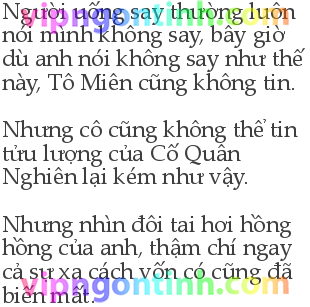 Người uống say thường luôn
nói mình không say, bây giờ
dù anh nói không say như thế
này, Tô Miên cũng không tin.
Nhưng cô cũng không thể tin
tửu lượng của Cố Quân
Nghiên lại kém như vậy.
Nhưng nhìn đôi tai hơi hồng
hồng của anh, thậm chí ngay
cả sự xa cách vốn có cũng đã
biến mất.
vipngontinh.com
vipngontinh.com